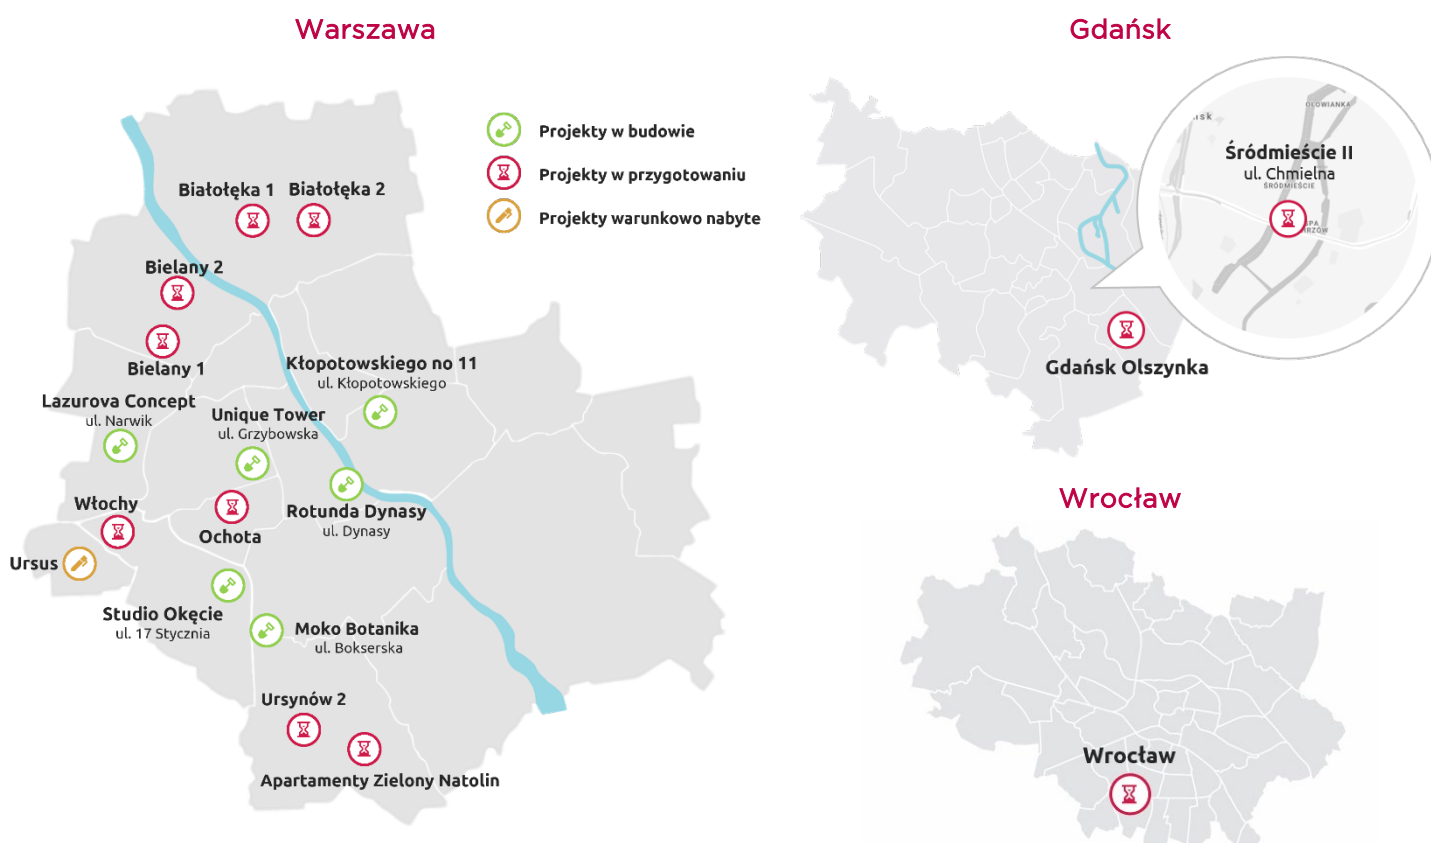 Warszawa
Projekty w budowie
Projekty w przygotowaniu
Projekty warunkowo nabyte
Białołęka 1
Białołęka 2
Bielany 2
Bielany 1
Kłopotowskiego no 11
ul. Kłopotowskiego
Lazurova Concept
ul. Narwik
Unique Tower
ul. Grzybowska
Włochy
Ochota
Rotunda Dynasy
ul. Dynasy
Ursus
Studio Okęcie
ul. 17 Stycznia
Moko Botanika
ul. Bokserska
Ursynów 2
Apartamenty Zielony Natolin
Gdańsk
OŁOWIANKA
Śródmieście II
ul. Chmielna
ŚRÓDMIEŚCIE
Gdańsk Olszynka
Wrocław
Wrocław